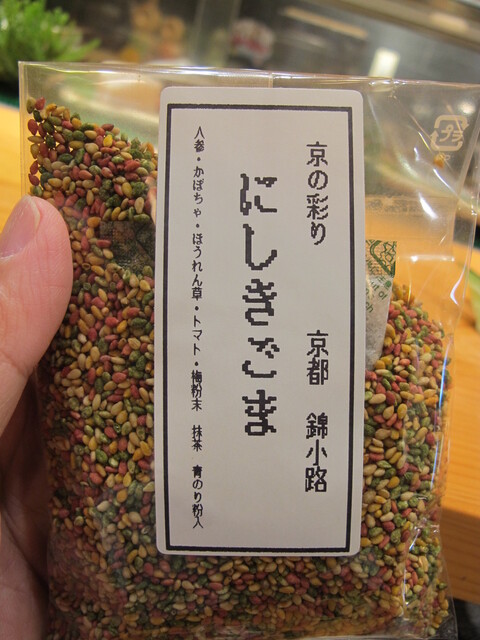 京の彩り 京都 錦小路
にしきごま
人参・かぼちゃ・ほうれん草・トマト・梅粉末 抹茶 青のり粉入
プラ